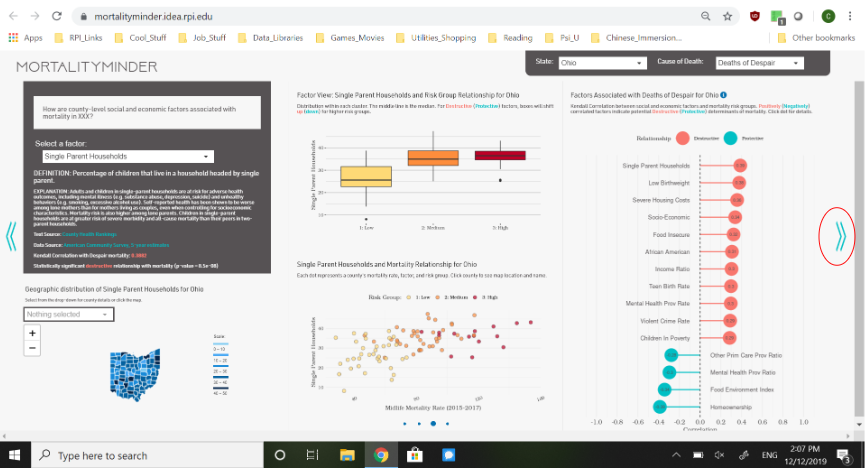 mortalityminder.idea.rpi.edu
C
Apps
RPI_Links
Cool_Stuff
Job_Stuff
Data_Libraries
Games_Movies
Utilities_Shopping
Reading
Psi_U
Chinese_Immersion...
Other bookmarks
MORTALITYMINDER
State:
Ohio
Cause of Death:
Deaths of Despair
How are county-level social and economic factors associated with
mortality in XXX?
Select a factor:
Single Parent Households
DEFINITION: Percentage of children that live in a household headed by single
parent.
EXPLANATION: Adults and children in single-parent households are at risk for adverse health
outcomes, including mental illness (e.g. substance abuse, depression, suicide) and unhealthy
behaviors (e.g. smoking, excessive alcohol use). Self-reported health has been shown to be worse
among lone mothers than for mothers living as couples, even when controlling for socioeconomic
characteristics. Mortality risk is also higher among lone parents. Children in single-parent
households are at greater risk of severe morbidity and all-cause mortality than their peers in two-
parent households.
Data Source: American Community Survey, 5-year estimates
Kendall Correlation with Despair mortality: 0.3882
Statistically significant destructive relationship with mortality
Geographic distribution of Single Parent Households for Ohio
Select from the drop down for county details or click the map.
Nothing selected
+
−
Factor View: Single Parent Households and Risk Group Relationship for Ohio
Distribution within each cluster. The middle line is the median. For Destructive (Protective) factors, boxes will shift
up (down) for higher risk groups.
Single Parent Households
1: Low
2: Medium
3: High
Single Parent Households and Mortality Relationship for Ohio
Each dot represents a county's mortality rate, factor, and risk group. Click county to see map location and name.
Risk Group:
1: Low
2: Medium
3: High
Single Parent Households
Midlife Mortality Rate (2015-2017)
Factors Associated with Deaths of Despair for Ohio
Kendall Correlation between social and economic factors and mortality risk groups. Positively (Negatively)
correlated factors indicate potential Destructive (Protective) determinants of mortality. Click dot for details.
Relationship
Destructive
Protective
Single Parent Households
Low Birthweight
Severe Housing Costs
Socio-Economic
Food Insecure
African American
Income Ratio
Teen Birth Rate
Mental Health Prov Rate
Violent Crime Rate
Children In Poverty
Other Prim Care Prov Ratio
Mental Health Prov Ratio
Food Environment Index
Homeownership
-1.0 -0.8 -0.6 -0.4 -0.2 0.0 0.2 0.4 0.6 0.8 1.0
Correlation
Type here to search
ENG
2:07 PM
12/12/2019
3